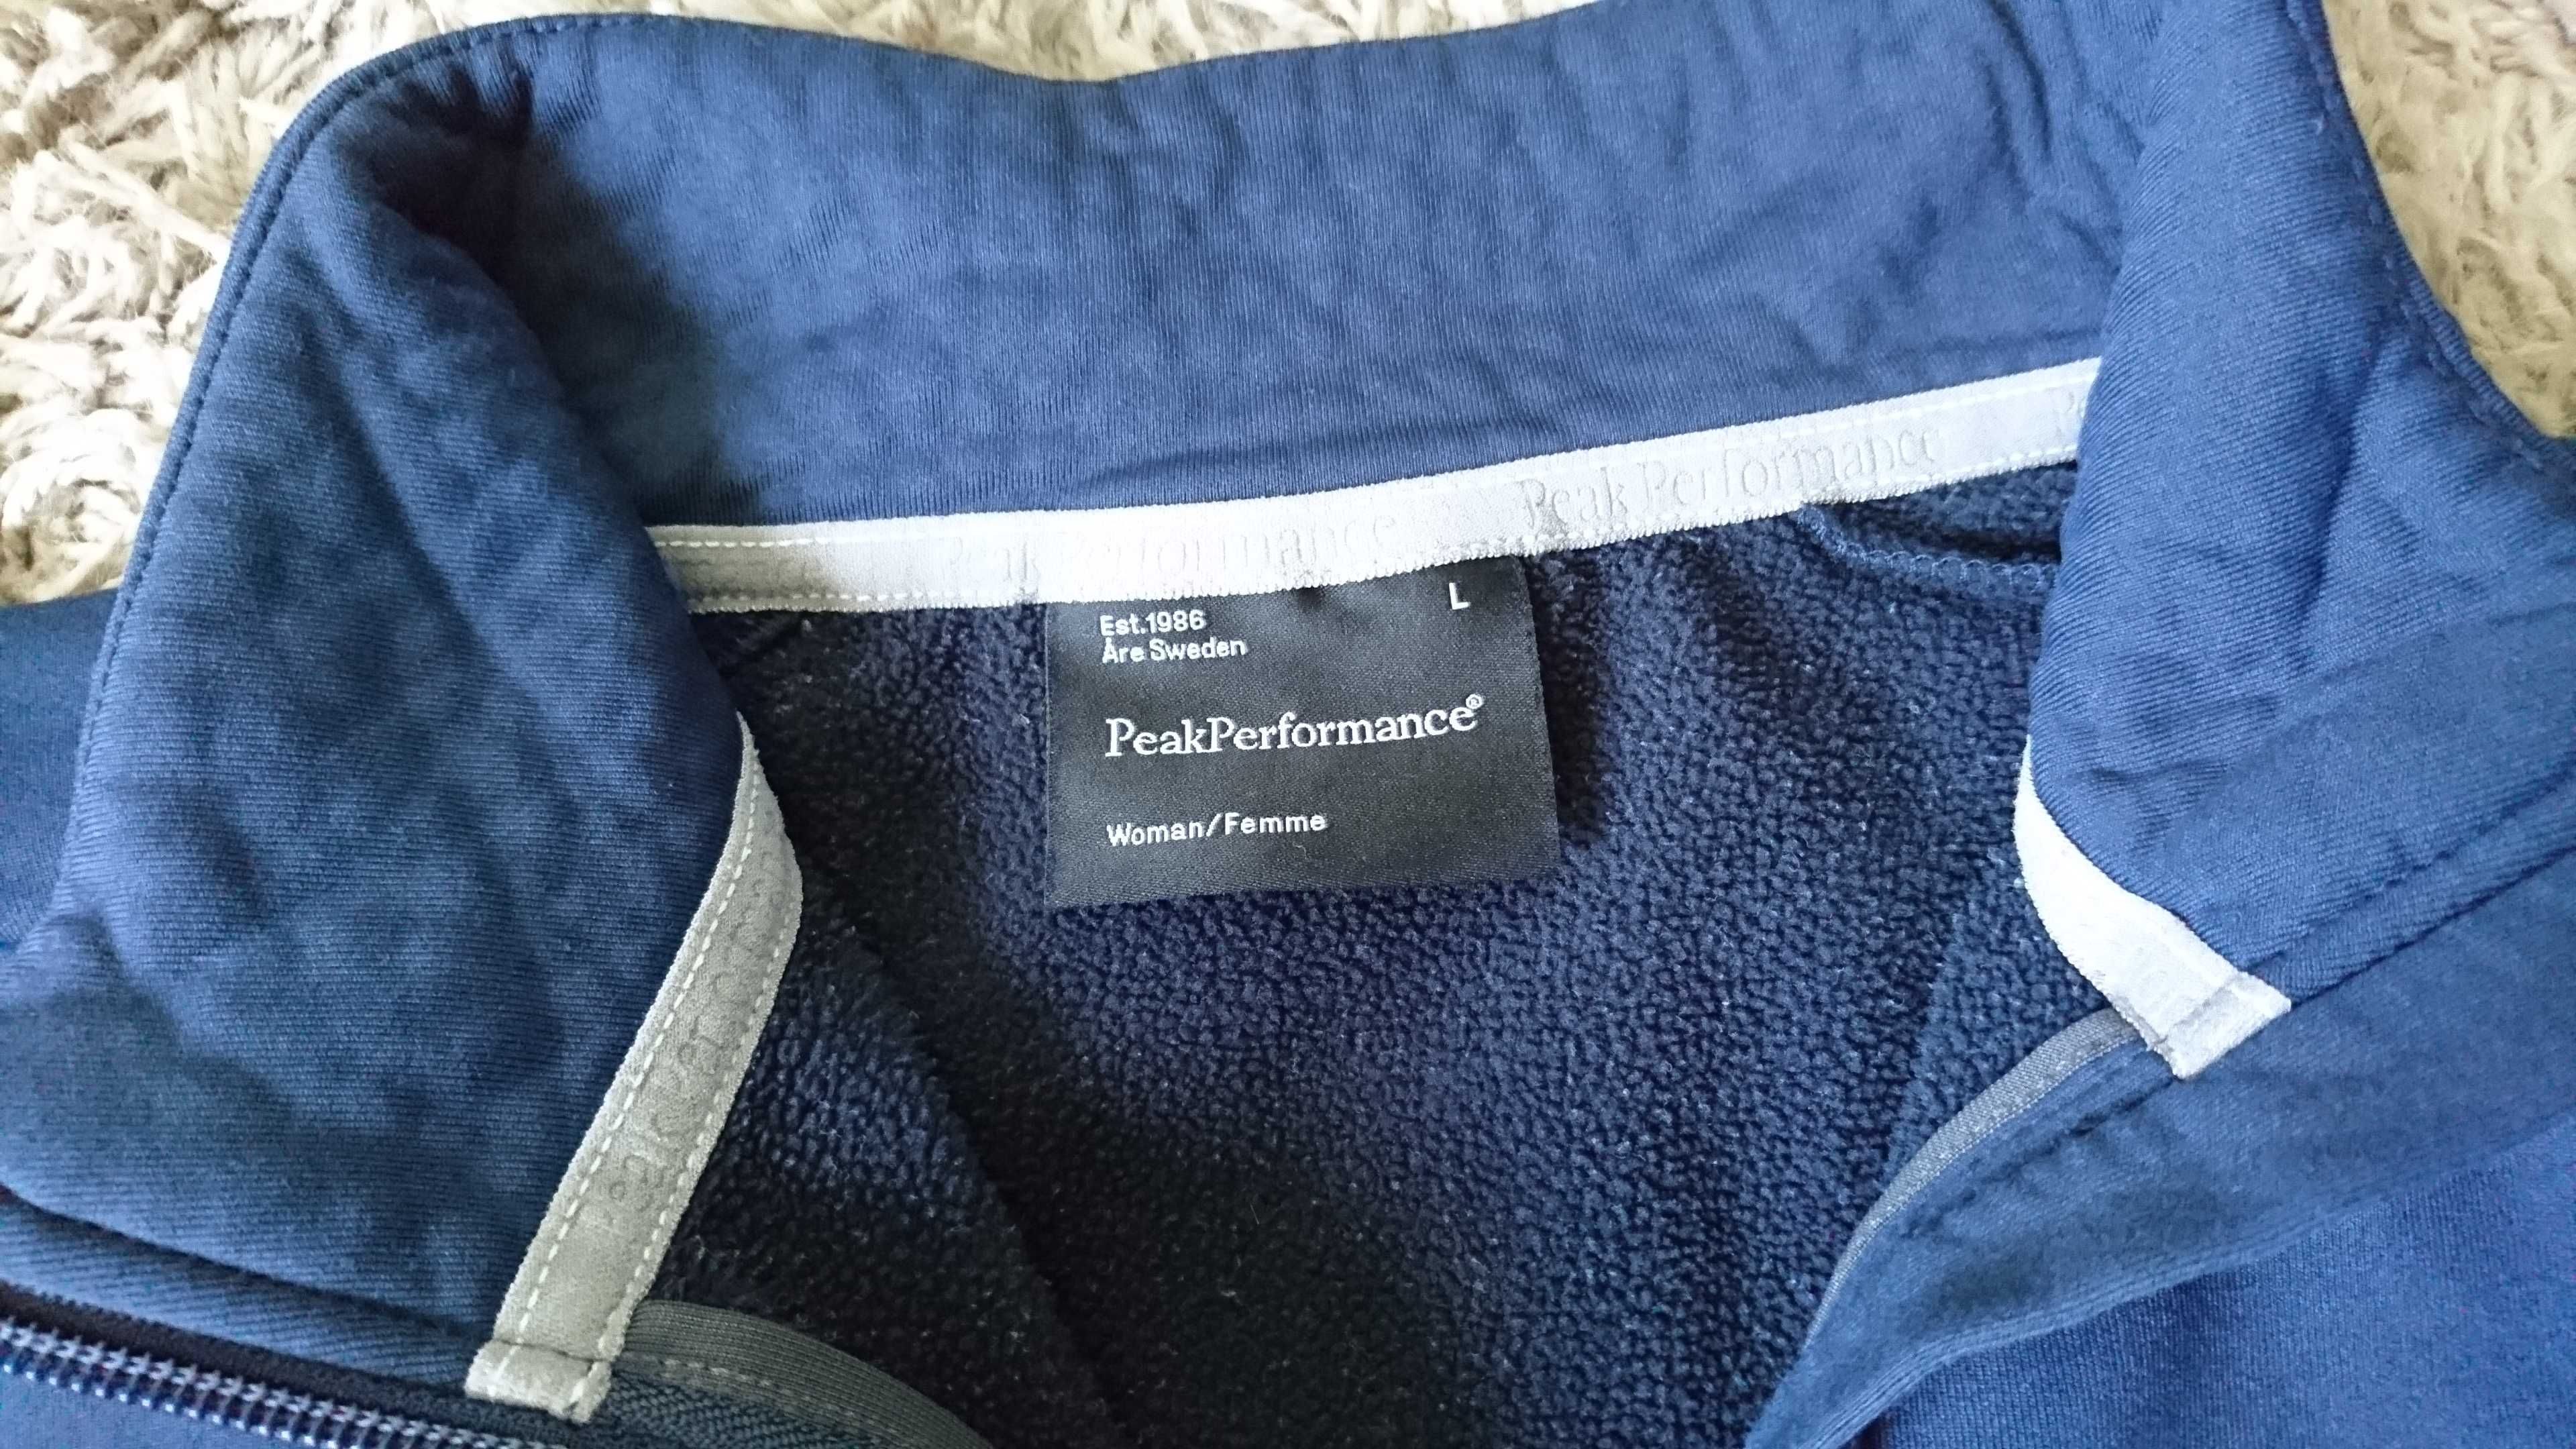 Peak Performance Peak Performance
L
Est.1986
Åre Sweden
PeakPerformance®
Woman/Femme